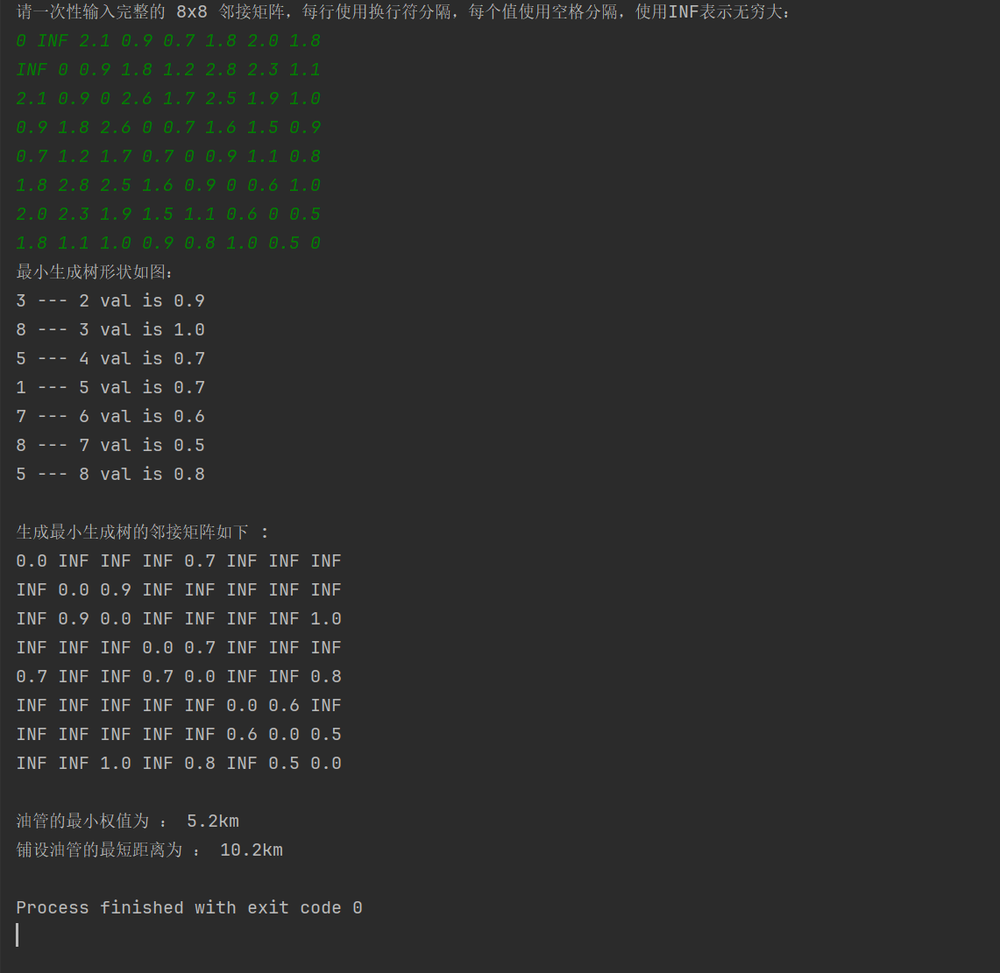 请一次性输入完整的 8x8 邻接矩阵，每行使用换行符分隔，每个值使用空格分隔，使用INF表示无穷大：
0 INF 2.1 0.9 0.7 1.8 2.0 1.8
INF 0 0.9 1.8 1.2 2.8 2.3 1.1
2.1 0.9 0 2.6 1.7 2.5 1.9 1.0
0.9 1.8 2.6 0 0.7 1.6 1.5 0.9
0.7 1.2 1.7 0.7 0 0.9 1.1 0.8
1.8 2.8 2.5 1.6 0.9 0 0.6 1.0
2.0 2.3 1.9 1.5 1.1 0.6 0 0.5
1.8 1.1 1.0 0.9 0.8 1.0 0.5 0
最小生成树形状如图：
3 --- 2 val is 0.9
8 --- 3 val is 1.0
5 --- 4 val is 0.7
1 --- 5 val is 0.7
7 --- 6 val is 0.6
8 --- 7 val is 0.5
5 --- 8 val is 0.8
生成最小生成树的邻接矩阵如下 ：
0.0 INF INF INF 0.7 INF INF INF
INF 0.0 0.9 INF INF INF INF INF
INF 0.9 0.0 INF INF INF INF 1.0
INF INF INF 0.0 0.7 INF INF INF
0.7 INF INF 0.7 0.0 INF INF 0.8
INF INF INF INF INF 0.0 0.6 INF
INF INF INF INF INF 0.6 0.0 0.5
INF INF 1.0 INF 0.8 INF 0.5 0.0
油管的最小权值为 ： 5.2km
铺设油管的最短距离为 ： 10.2km
Process finished with exit code 0